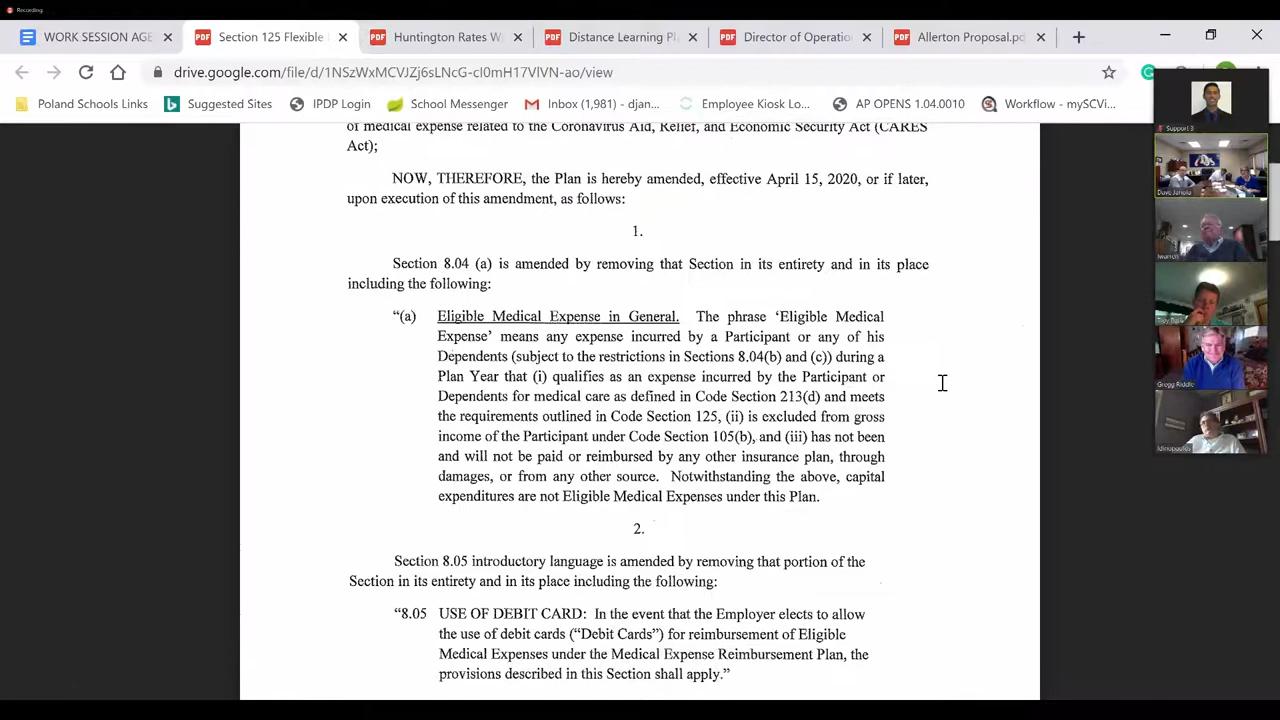 Recording
WORK SESSION AGE
Section 125 Flexible
Huntington Rates W
Distance Learning Pl
Director of Operatio
Allerton Proposal.pd
drive.google.com/file/d/1NSzWxMCVJZj6sLNcG-cI0mH17VlVN-ao/view
Poland Schools Links
Suggested Sites
IPDP Login
School Messenger
Inbox (1,981) - djan...
Employee Kiosk Lo...
AP OPENS 1.04.0010
Workflow - mySCVi...
of medical expense related to the Coronavirus Aid, Relief, and Economic Security Act (CARES
Act);
NOW, THEREFORE, the Plan is hereby amended, effective April 15, 2020, or if later,
upon execution of this amendment, as follows:
1.
Section 8.04 (a) is amended by removing that Section in its entirety and in its place
including the following:
“(a) Eligible Medical Expense in General. The phrase ‘Eligible Medical
Expense’ means any expense incurred by a Participant or any of his
Dependents (subject to the restrictions in Sections 8.04(b) and (c)) during a
Plan Year that (i) qualifies as an expense incurred by the Participant or
Dependents for medical care as defined in Code Section 213(d) and meets
the requirements outlined in Code Section 125, (ii) is excluded from gross
income of the Participant under Code Section 105(b), and (iii) has not been
and will not be paid or reimbursed by any other insurance plan, through
damages, or from any other source. Notwithstanding the above, capital
expenditures are not Eligible Medical Expenses under this Plan.
2.
Section 8.05 introductory language is amended by removing that portion of the
Section in its entirety and in its place including the following:
“8.05 USE OF DEBIT CARD: In the event that the Employer elects to allow
the use of debit cards (“Debit Cards”) for reimbursement of Eligible
Medical Expenses under the Medical Expense Reimbursement Plan, the
provisions described in this Section shall apply.”
Support 3
Dave Janofa
Gregg Riddle
ldinopoulos